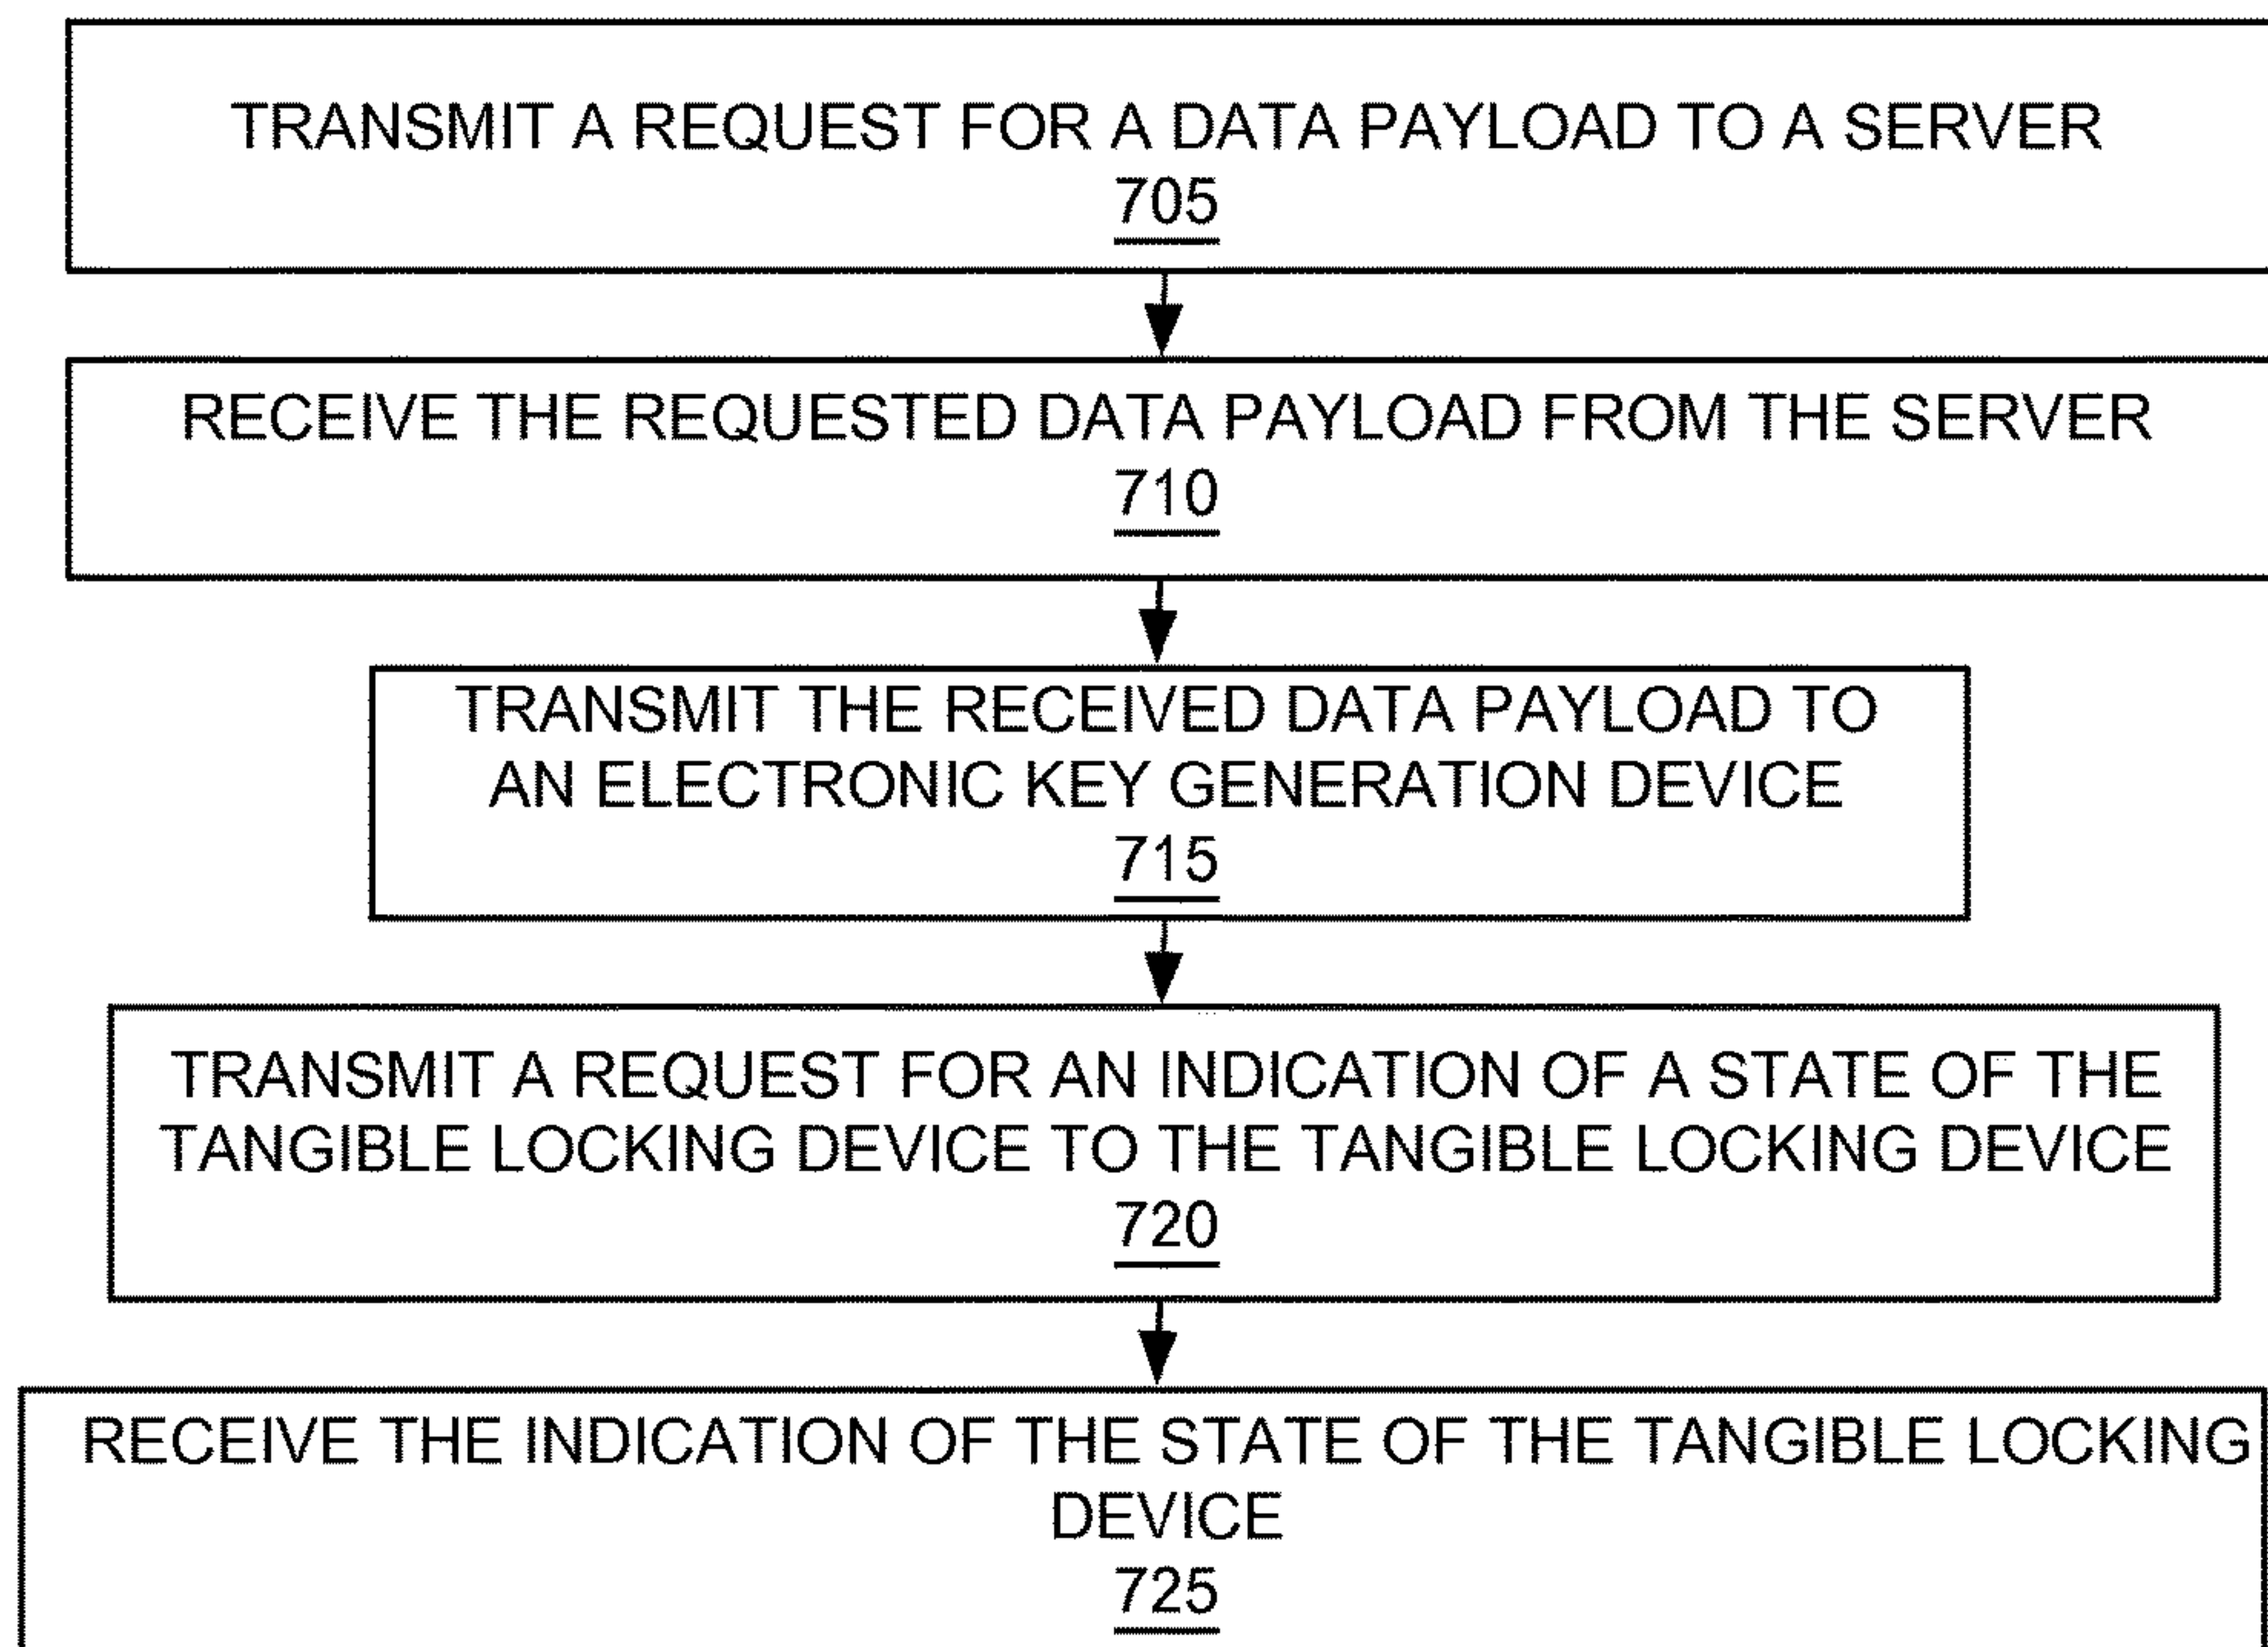 TRANSMIT A REQUEST FOR A DATA PAYLOAD TO A SERVER
705
RECEIVE THE REQUESTED DATA PAYLOAD FROM THE SERVER
710
TRANSMIT THE RECEIVED DATA PAYLOAD TO
AN ELECTRONIC KEY GENERATION DEVICE
715
TRANSMIT A REQUEST FOR AN INDICATION OF A STATE OF THE
TANGIBLE LOCKING DEVICE TO THE TANGIBLE LOCKING DEVICE
720
RECEIVE THE INDICATION OF THE STATE OF THE TANGIBLE LOCKING
DEVICE
725